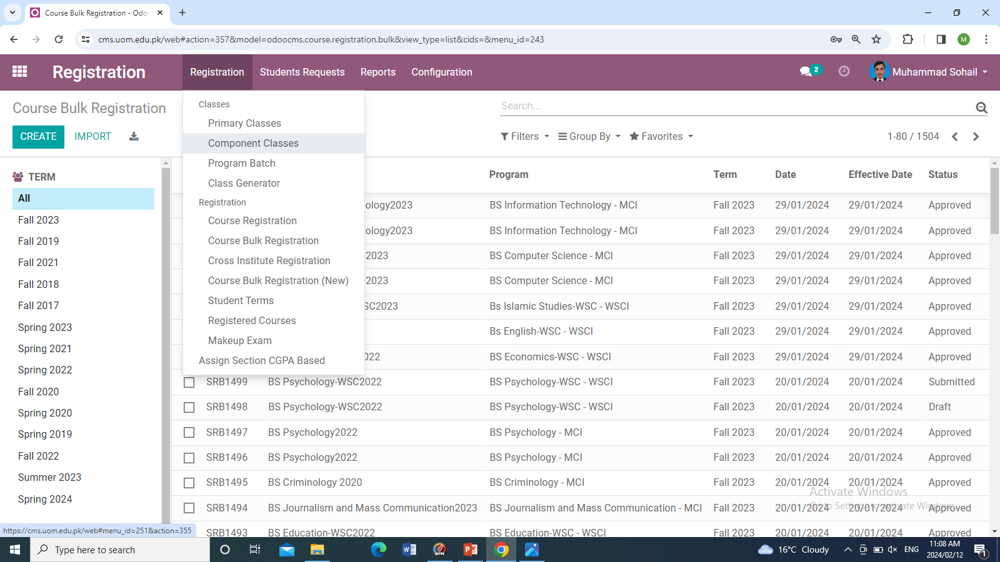 Course Bulk Registration - Odoo
cms.uom.edu.pk/web#action=357&model=odoocms.course.registration.bulk&view_type=list&cids=&menu_id=243
M
Registration
Registration Students Requests Reports Configuration
2
Muhammad Sohail
Course Bulk Registration
Search...
CREATE IMPORT
Filters Group By Favorites
1-80 / 1504
Classes
Primary Classes
Component Classes
Program Batch
Class Generator
Registration
Course Registration
Course Bulk Registration
Cross Institute Registration
Course Bulk Registration (New)
Student Terms
Registered Courses
Makeup Exam
Assign Section CGPA Based
TERM
All
Fall 2023
Fall 2019
Fall 2021
Fall 2018
Fall 2017
Spring 2023
Spring 2021
Spring 2022
Fall 2020
Spring 2020
Spring 2019
Fall 2022
Summer 2023
Spring 2024
Program Term Date Effective Date Status
ology2023 BS Information Technology - MCI Fall 2023 29/01/2024 29/01/2024 Approved
ology2023 BS Information Technology - MCI Fall 2023 29/01/2024 29/01/2024 Approved
2023 BS Computer Science - MCI Fall 2023 29/01/2024 29/01/2024 Approved
2023 BS Computer Science - MCI Fall 2023 29/01/2024 29/01/2024 Approved
SC2023 Bs Islamic Studies-WSC - WSCI Fall 2023 29/01/2024 29/01/2024 Approved
Bs English-WSC - WSCI Fall 2023 29/01/2024 29/01/2024 Approved
022 BS Economics-WSC - WSCI Fall 2023 29/01/2024 29/01/2024 Approved
SRB1499 BS Psychology-WSC2022 BS Psychology-WSC - WSCI Fall 2023 20/01/2024 20/01/2024 Submitted
SRB1498 BS Psychology-WSC2022 BS Psychology-WSC - WSCI Fall 2023 20/01/2024 20/01/2024 Draft
SRB1497 BS Psychology2022 BS Psychology - MCI Fall 2023 20/01/2024 20/01/2024 Approved
SRB1496 BS Psychology2022 BS Psychology - MCI Fall 2023 20/01/2024 20/01/2024 Approved
SRB1495 BS Criminology 2020 BS Criminology - MCI Fall 2023 20/01/2024 20/01/2024 Approved
SRB1494 BS Journalism and Mass Communication2023 BS Journalism and Mass Communication - MCI Fall 2023 20/01/2024 20/01/2024 Approved
SRB1493 BS Education-WSC2022 BS Education-WSC - WSCI Fall 2023 20/01/2024 20/01/2024 Approved
Activate Windows
Go to Settings to activate Windows.
https://cms.uom.edu.pk/web#menu_id=251&action=355
Type here to search
16°C Cloudy
ENG
11:08 AM
2024/02/12
1